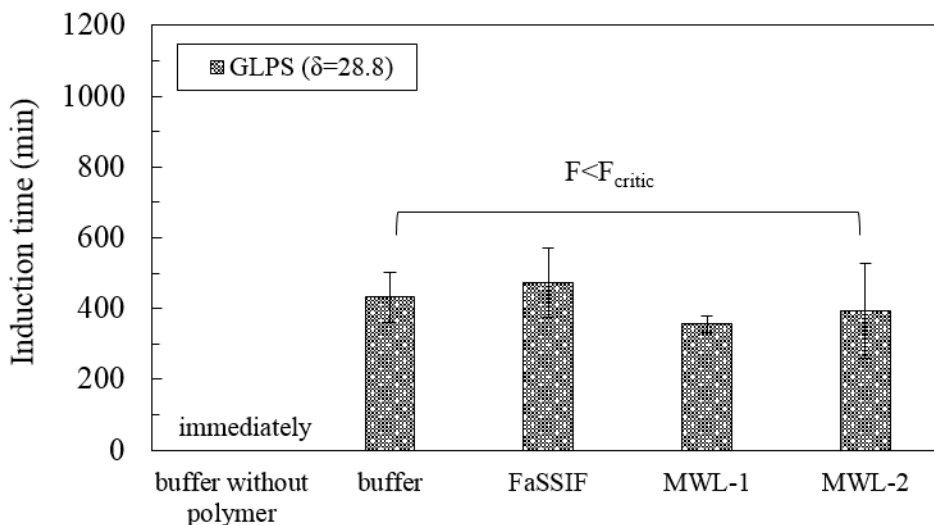 1200
1000
800
600
400
200
0
Induction time (min)
GLPS (δ=28.8)
F<F_critic
immediately
buffer without
polymer
buffer
FaSSIF
MWL-1
MWL-2